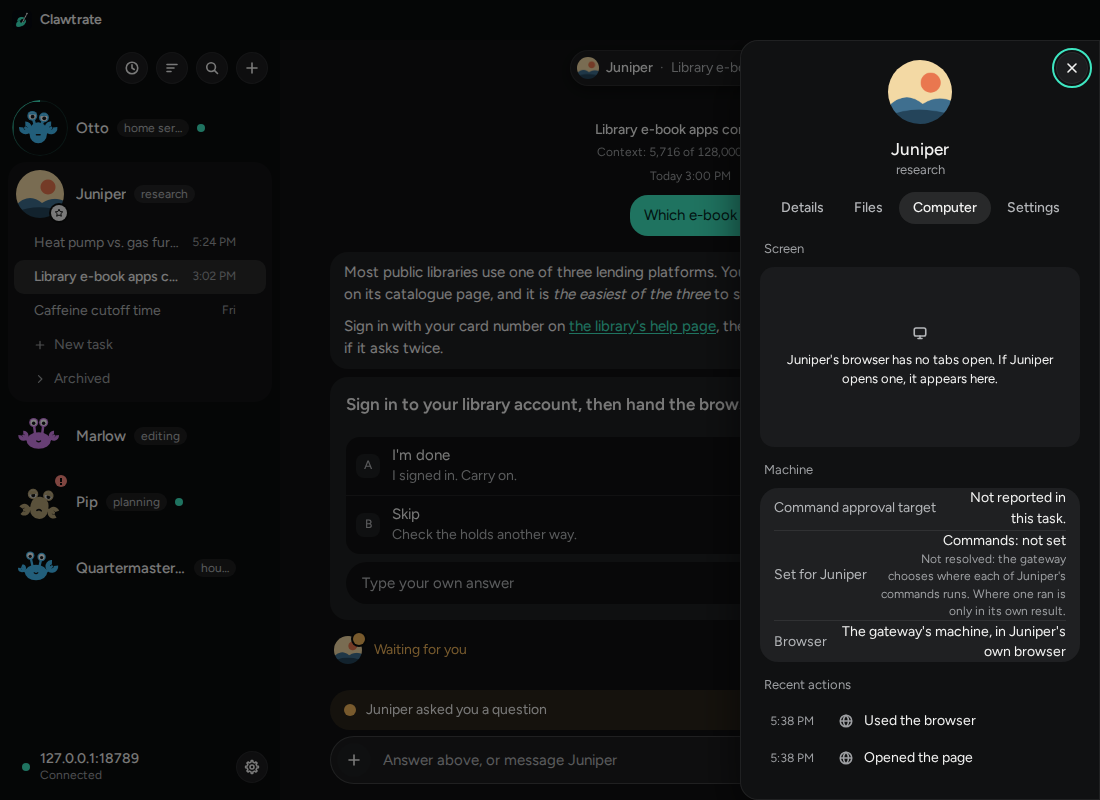 Clawtrate
Otto
home ser...
Juniper
research
Heat pump vs. gas fur...
5:24 PM
Library e-book apps c...
3:02 PM
Caffeine cutoff time
Fri
New task
Archived
Marlow
editing
Pip
planning
Quartermaster...
hou...
127.0.0.1:18789
Connected
Juniper · Library e-bo
Library e-book apps co
Context: 5,716 of 128,000
Today 3:00 PM
Which e-book
Most public libraries use one of three lending platforms. You
on its catalogue page, and it is the easiest of the three to s
Sign in with your card number on the library's help page, the
if it asks twice.
Sign in to your library account, then hand the brow
A
I'm done
I signed in. Carry on.
B
Skip
Check the holds another way.
Type your own answer
Waiting for you
Juniper asked you a question
Answer above, or message Juniper
Juniper
research
Details
Files
Computer
Settings
Screen
Juniper's browser has no tabs open. If Juniper
opens one, it appears here.
Machine
Command approval target
Not reported in
this task.
Set for Juniper
Commands: not set
Not resolved: the gateway
chooses where each of Juniper's
commands runs. Where one ran is
only in its own result.
Browser
The gateway's machine, in Juniper's
own browser
Recent actions
5:38 PM
Used the browser
5:38 PM
Opened the page